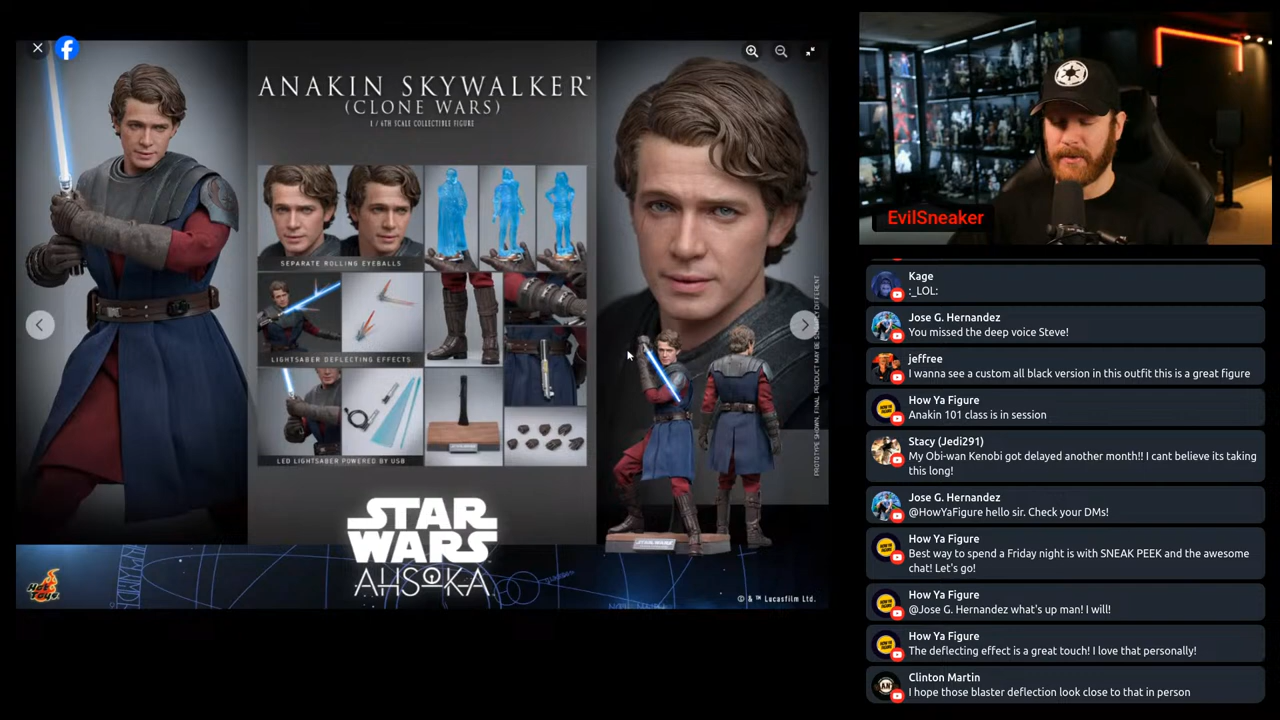 ANAKIN SKYWALKER™
(CLONE WARS)
1 / 6TH SCALE COLLECTIBLE FIGURE
SEPARATE ROLLING EYEBALLS
LIGHTSABER DEFLECTING EFFECTS
LED LIGHTSABER POWERED BY USB
PROTOTYPE SHOWN, FINAL PRODUCT MAY BE SLIGHTLY DIFFERENT
STAR WARS
STAR
WARS
AHSOKA
Hot Toys
© & ™ Lucasfilm Ltd.
EvilSneaker
Kage
:_LOL:
Jose G. Hernandez
You missed the deep voice Steve!
jeffree
I wanna see a custom all black version in this outfit this is a great figure
How Ya Figure
Anakin 101 class is in session
Stacy (Jedi291)
My Obi-wan Kenobi got delayed another month!! I cant believe its taking
this long!
Jose G. Hernandez
@HowYaFigure hello sir. Check your DMs!
How Ya Figure
Best way to spend a Friday night is with SNEAK PEEK and the awesome
chat! Let's go!
How Ya Figure
@Jose G. Hernandez what's up man! I will!
How Ya Figure
The deflecting effect is a great touch! I love that personally!
Clinton Martin
I hope those blaster deflection look close to that in person